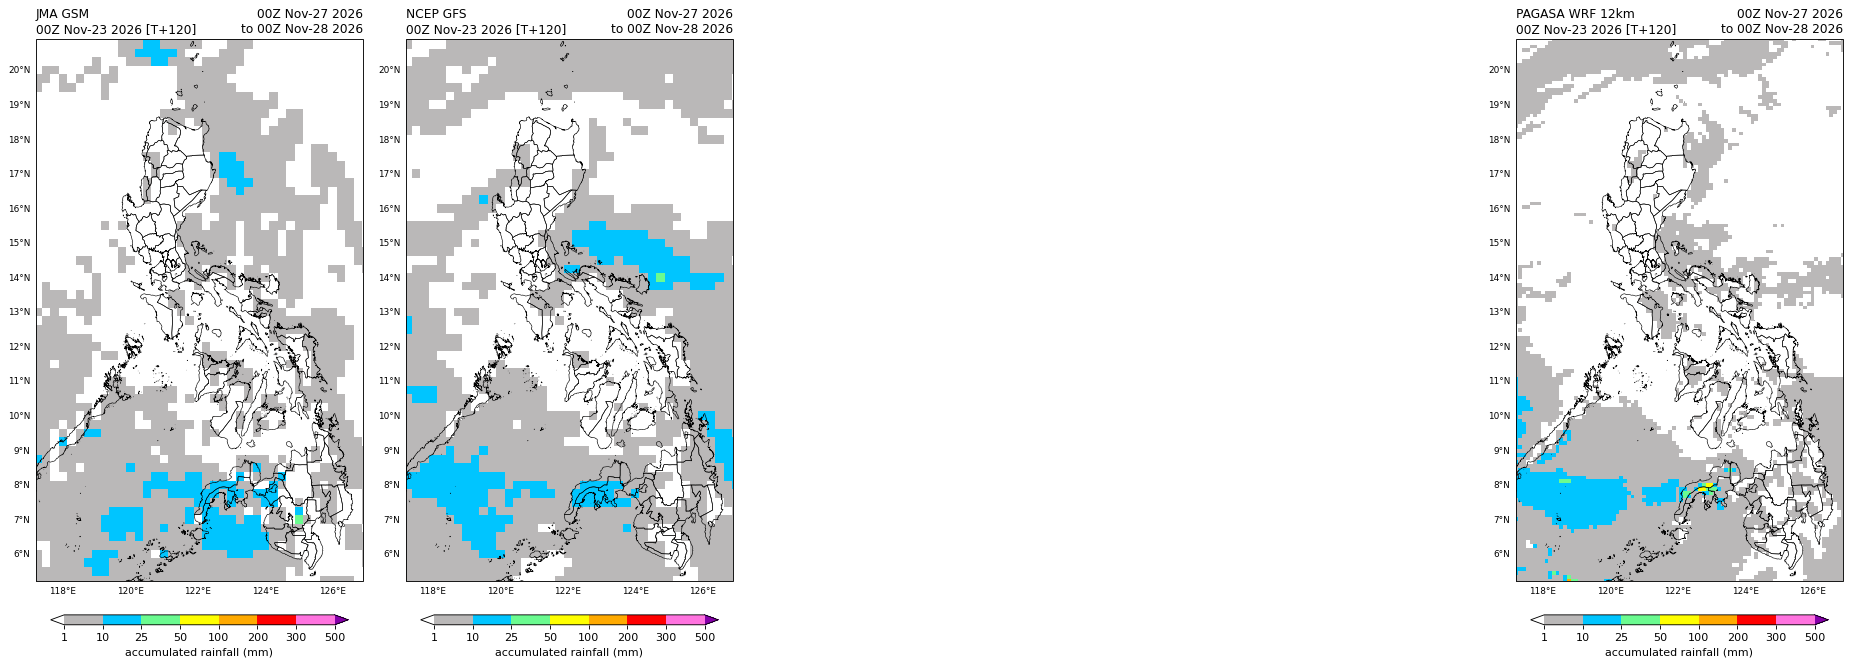 JMA GSM
00Z Nov-27 2026
00Z Nov-23 2026 [T+120]
to 00Z Nov-28 2026
20°N
19°N
18°N
17°N
16°N
15°N
14°N
13°N
12°N
11°N
10°N
9°N
8°N
7°N
6°N
118°E 120°E 122°E 124°E 126°E
1 10 25 50 100 200 300 500
accumulated rainfall (mm)
NCEP GFS
00Z Nov-27 2026
00Z Nov-23 2026 [T+120]
to 00Z Nov-28 2026
20°N
19°N
18°N
17°N
16°N
15°N
14°N
13°N
12°N
11°N
10°N
9°N
8°N
7°N
6°N
118°E 120°E 122°E 124°E 126°E
1 10 25 50 100 200 300 500
accumulated rainfall (mm)
PAGASA WRF 12km
00Z Nov-27 2026
00Z Nov-23 2026 [T+120]
to 00Z Nov-28 2026
20°N
19°N
18°N
17°N
16°N
15°N
14°N
13°N
12°N
11°N
10°N
9°N
8°N
7°N
6°N
118°E 120°E 122°E 124°E 126°E
1 10 25 50 100 200 300 500
accumulated rainfall (mm)